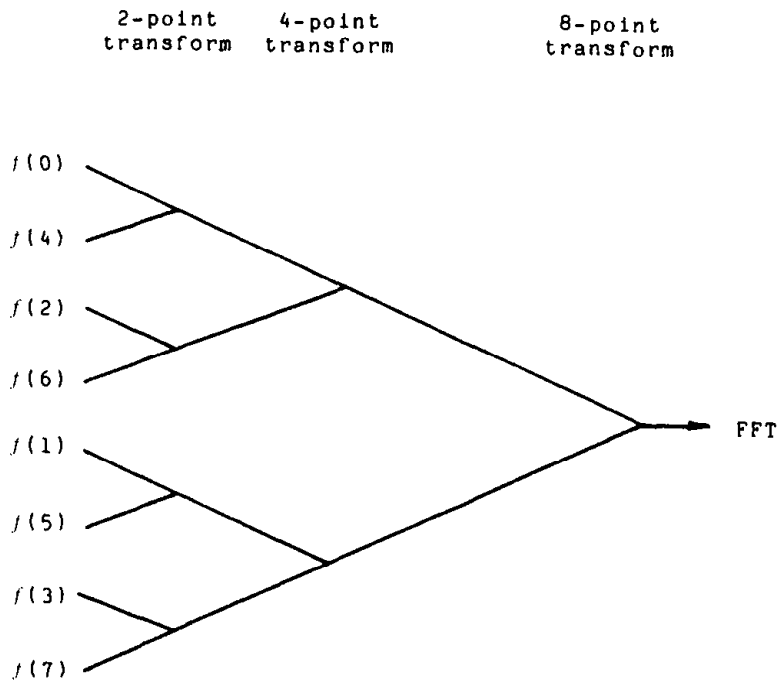 2-point 4-point 8-point
transform transform transform
f(0)
f(4)
f(2)
f(6)
FFT
f(1)
f(5)
f(3)
f(7)